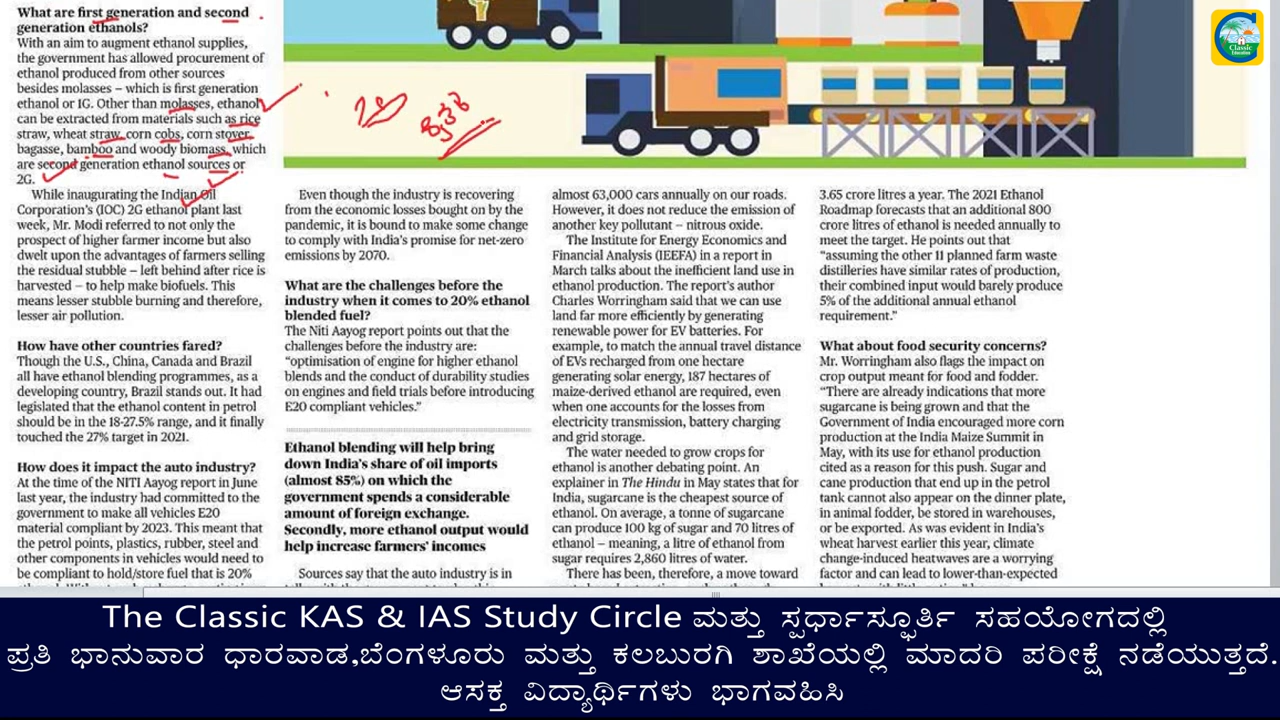 What are first generation and second
generation ethanols?
With an aim to augment ethanol supplies,
the government has allowed procurement of
ethanol produced from other sources
besides molasses – which is first generation
ethanol or 1G. Other than molasses, ethanol
can be extracted from materials such as rice
straw, wheat straw, corn cobs, corn stover,
bagasse, bamboo and woody biomass, which
are second generation ethanol sources or
2G.
While inaugurating the Indian Oil
Corporation's (IOC) 2G ethanol plant last
week, Mr. Modi referred to not only the
prospect of higher farmer income but also
dwelt upon the advantages of farmers selling
the residual stubble – left behind after rice is
harvested – to help make biofuels. This
means lesser stubble burning and therefore,
lesser air pollution.
How have other countries fared?
Though the U.S., China, Canada and Brazil
all have ethanol blending programmes, as a
developing country, Brazil stands out. It had
legislated that the ethanol content in petrol
should be in the 18-27.5% range, and it finally
touched the 27% target in 2021.
How does it impact the auto industry?
At the time of the NITI Aayog report in June
last year, the industry had committed to the
government to make all vehicles E20
material compliant by 2023. This meant that
the petrol points, plastics, rubber, steel and
other components in vehicles would need to
be compliant to hold/store fuel that is 20%
Even though the industry is recovering
from the economic losses bought on by the
pandemic, it is bound to make some change
to comply with India's promise for net-zero
emissions by 2070.
What are the challenges before the
industry when it comes to 20% ethanol
blended fuel?
The Niti Aayog report points out that the
challenges before the industry are:
"optimisation of engine for higher ethanol
blends and the conduct of durability studies
on engines and field trials before introducing
E20 compliant vehicles."
Ethanol blending will help bring
down India's share of oil imports
(almost 85%) on which the
government spends a considerable
amount of foreign exchange.
Secondly, more ethanol output would
help increase farmers' incomes
Sources say that the auto industry is in
almost 63,000 cars annually on our roads.
However, it does not reduce the emission of
another key pollutant – nitrous oxide.
The Institute for Energy Economics and
Financial Analysis (IEEFA) in a report in
March talks about the inefficient land use in
ethanol production. The report's author
Charles Worringham said that we can use
land far more efficiently by generating
renewable power for EV batteries. For
example, to match the annual travel distance
of EVs recharged from one hectare
generating solar energy, 187 hectares of
maize-derived ethanol are required, even
when one accounts for the losses from
electricity transmission, battery charging
and grid storage.
The water needed to grow crops for
ethanol is another debating point. An
explainer in The Hindu in May states that for
India, sugarcane is the cheapest source of
ethanol. On average, a tonne of sugarcane
can produce 100 kg of sugar and 70 litres of
ethanol – meaning, a litre of ethanol from
sugar requires 2,860 litres of water.
There has been, therefore, a move toward
3.65 crore litres a year. The 2021 Ethanol
Roadmap forecasts that an additional 800
crore litres of ethanol is needed annually to
meet the target. He points out that
"assuming the other 11 planned farm waste
distilleries have similar rates of production,
their combined input would barely produce
5% of the additional annual ethanol
requirement."
What about food security concerns?
Mr. Worringham also flags the impact on
crop output meant for food and fodder.
"There are already indications that more
sugarcane is being grown and that the
Government of India encouraged more corn
production at the India Maize Summit in
May, with its use for ethanol production
cited as a reason for this push. Sugar and
cane production that end up in the petrol
tank cannot also appear on the dinner plate,
in animal fodder, be stored in warehouses,
or be exported. As was evident in India's
wheat harvest earlier this year, climate
change-induced heatwaves are a worrying
factor and can lead to lower-than-expected
Classic
Education
The Classic KAS & IAS Study Circle ಮತ್ತು ಸ್ಪರ್ಧಾಸ್ಫೂರ್ತಿ ಸಹಯೋಗದಲ್ಲಿ
ಪ್ರತಿ ಭಾನುವಾರ ಧಾರವಾಡ,ಬೆಂಗಳೂರು ಮತ್ತು ಕಲಬುರಗಿ ಶಾಖೆಯಲ್ಲಿ ಮಾದರಿ ಪರೀಕ್ಷೆ ನಡೆಯುತ್ತದೆ.
ಆಸಕ್ತ ವಿದ್ಯಾರ್ಥಿಗಳು ಭಾಗವಹಿಸಿ